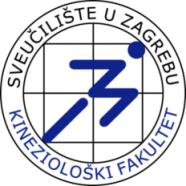 SVEUČILIŠTE U ZAGREBU
KINEZIOLOŠKI FAKULTET